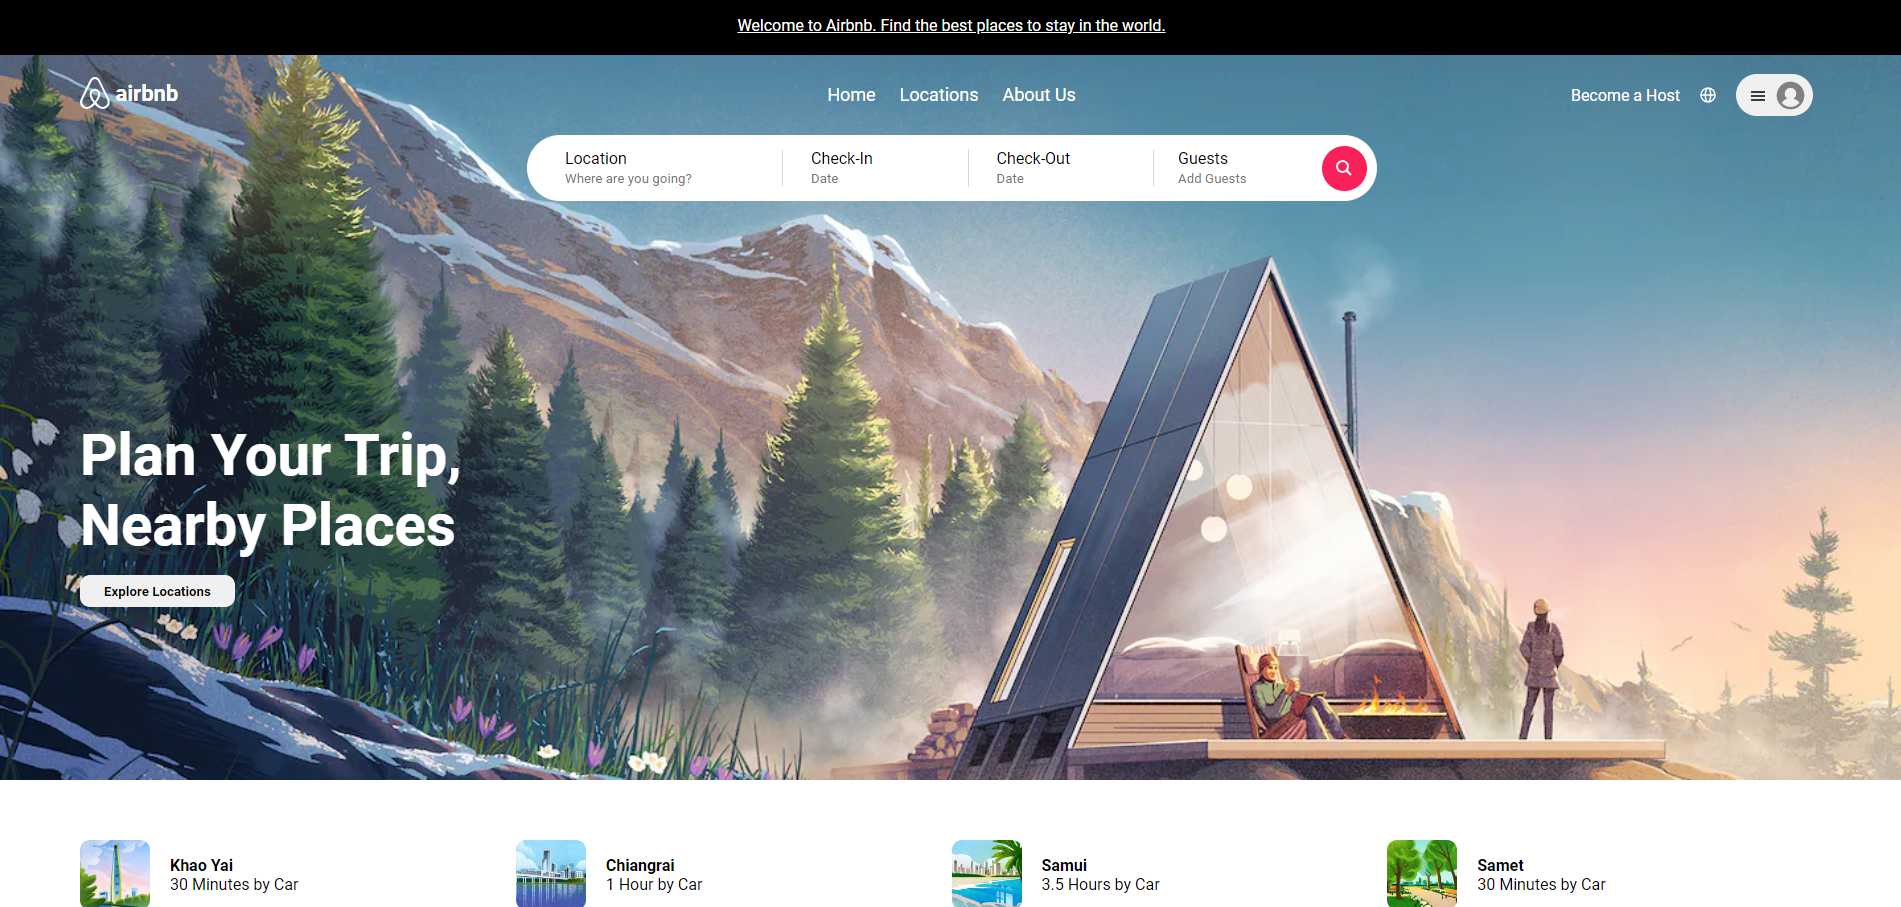 Welcome to Airbnb. Find the best places to stay in the world.
airbnb
Home Locations About Us
Become a Host
Location
Where are you going?
Check-In
Date
Check-Out
Date
Guests
Add Guests
Plan Your Trip,
Nearby Places
Explore Locations
Khao Yai
30 Minutes by Car
Chiangrai
1 Hour by Car
Samui
3.5 Hours by Car
Samet
30 Minutes by Car